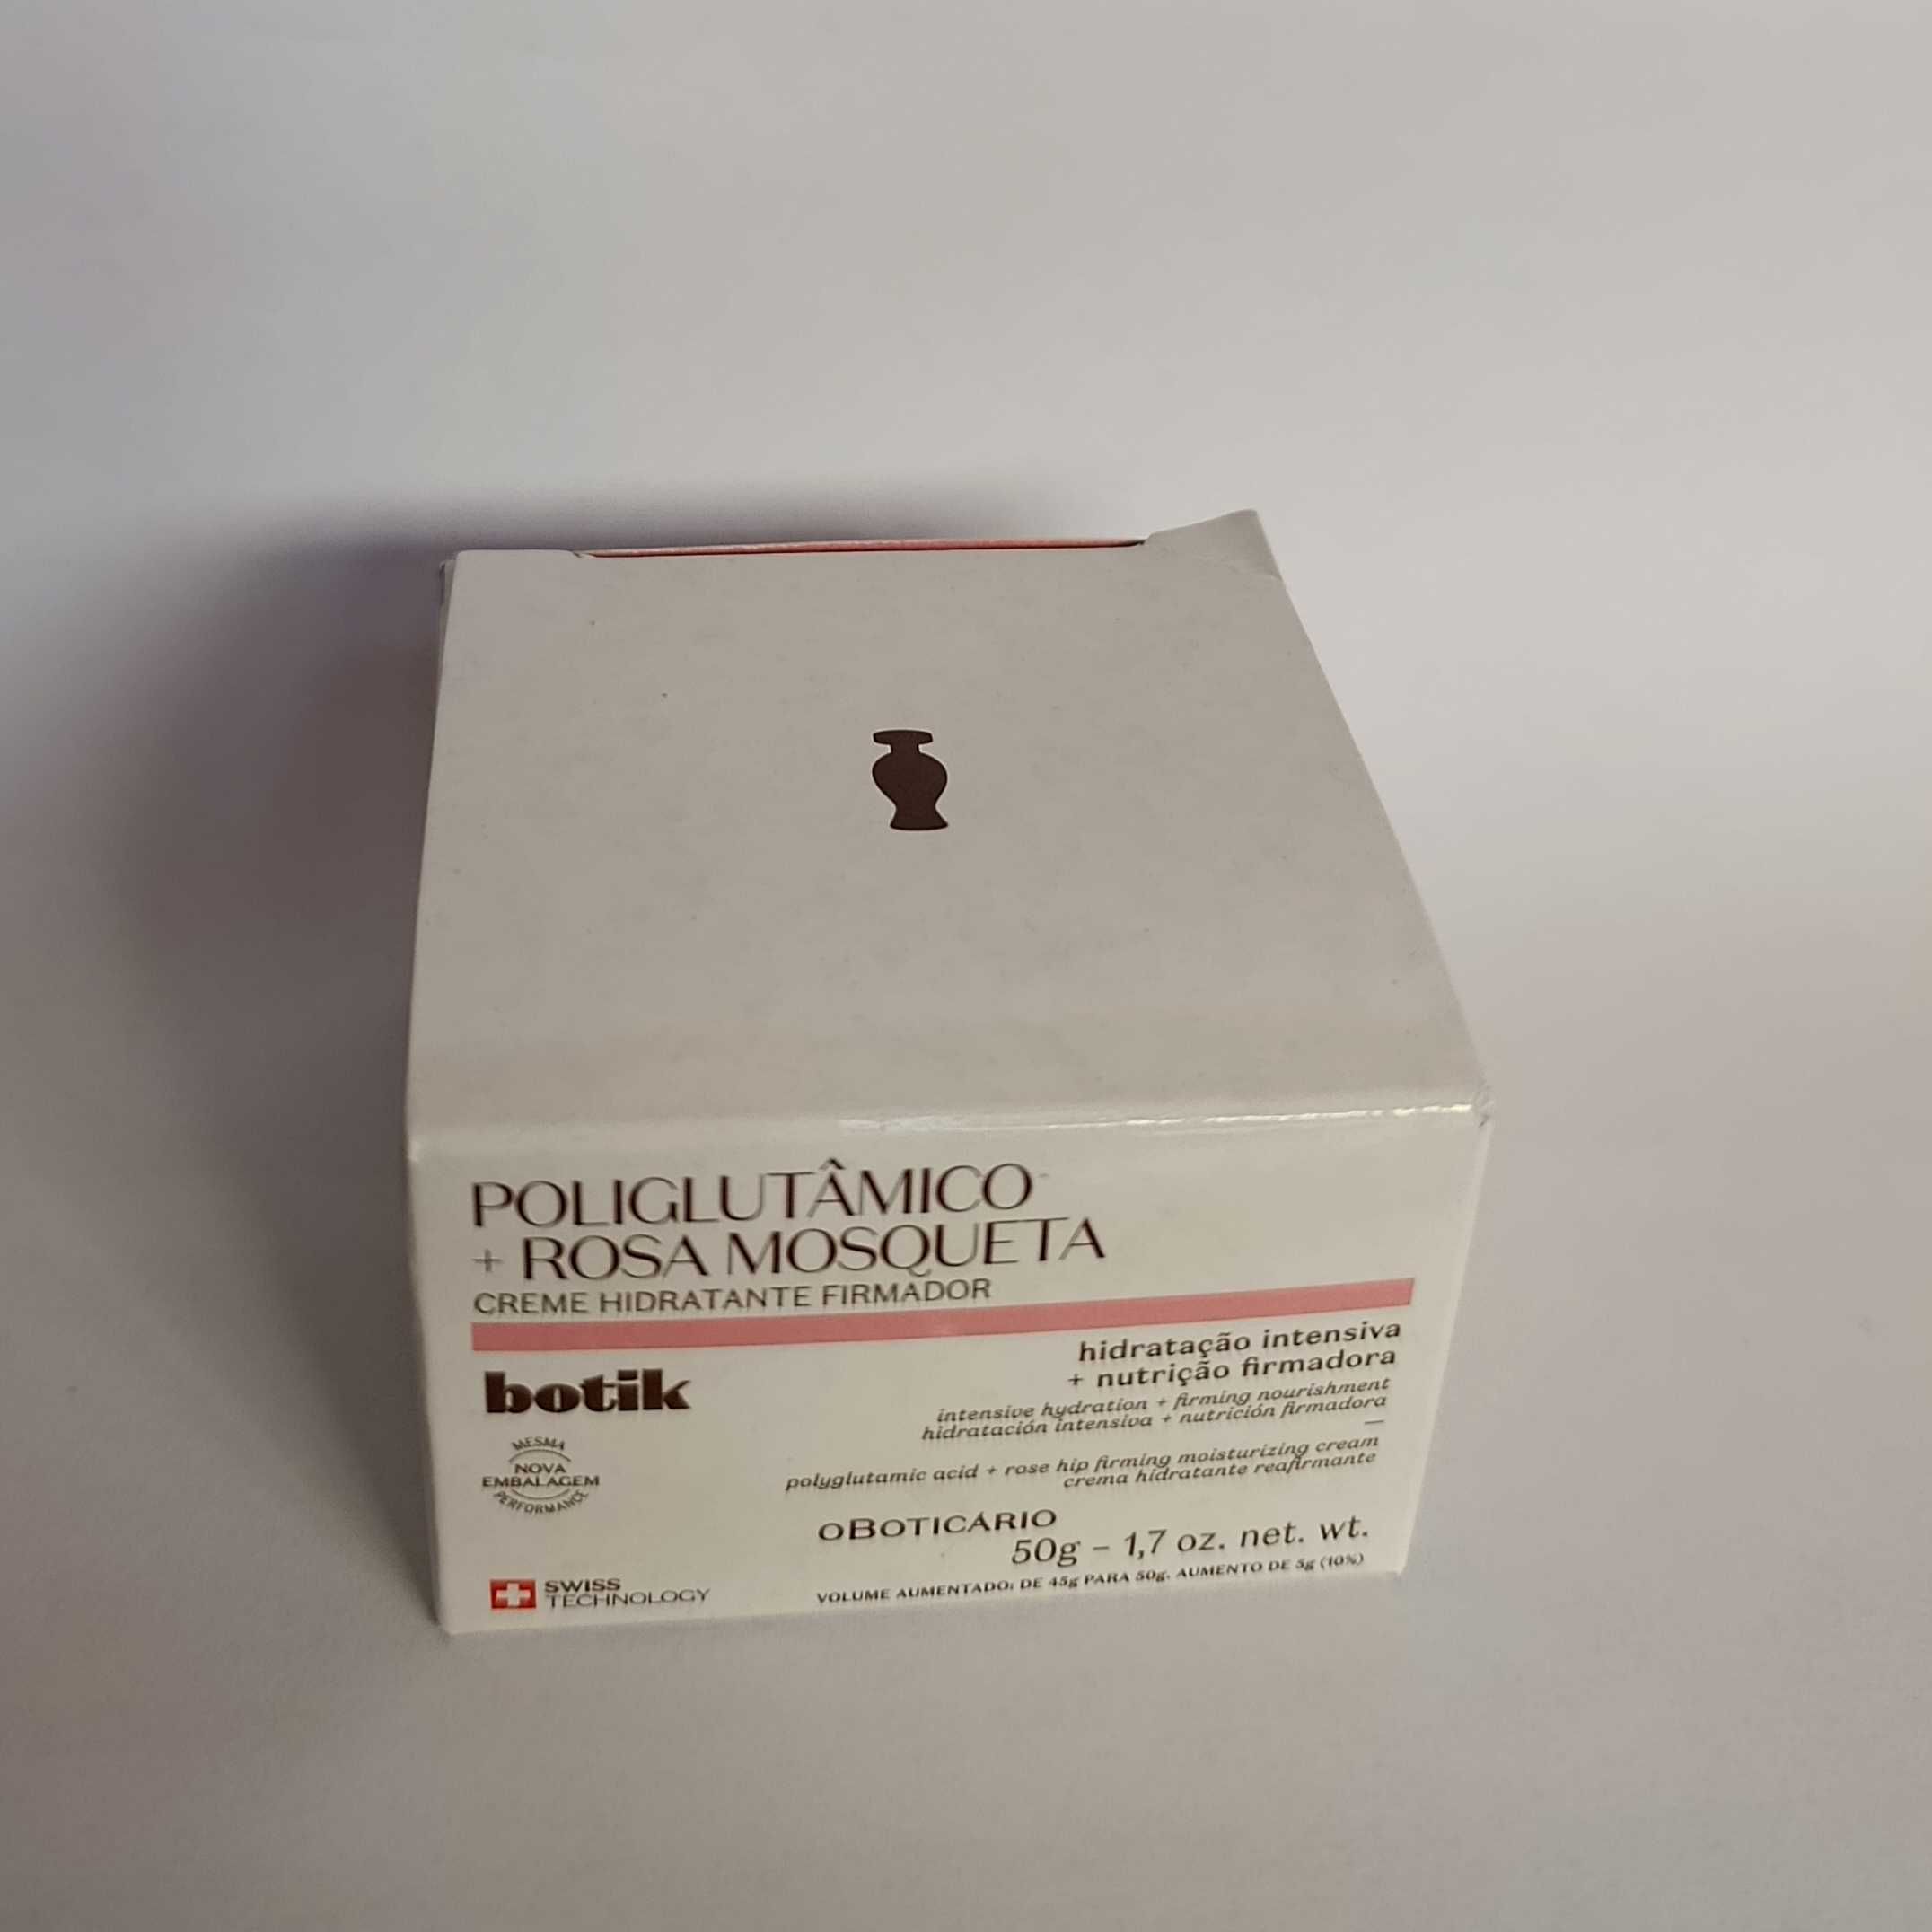 POLIGLUTÂMICO
+ ROSA MOSQUETA
CREME HIDRATANTE FIRMADOR
hidratação intensiva
+ nutrição firmadora
intensive hydration + firming nourishment
hidratación intensiva + nutrición firmadora
—
polyglutamic acid + rose hip firming moisturizing cream
crema hidratante reafirmante
botik
MESMA
NOVA
EMBALAGEM
PERFORMANCE
OBOTICÁRIO
50g – 1,7 oz. net. wt.
VOLUME AUMENTADO: DE 45g PARA 50g. AUMENTO DE 5g (10%)
SWISS
TECHNOLOGY